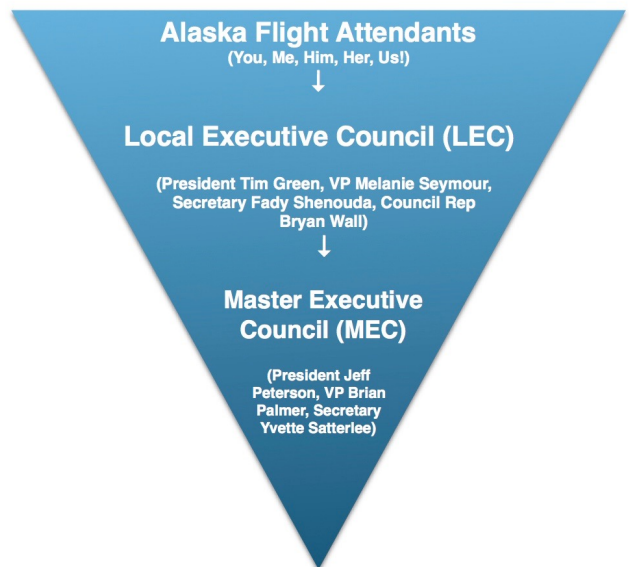 Alaska Flight Attendants
(You, Me, Him, Her, Us!)
↓
Local Executive Council (LEC)
(President Tim Green, VP Melanie Seymour,
Secretary Fady Shenouda, Council Rep
Bryan Wall)
↓
Master Executive
Council (MEC)
(President Jeff
Peterson, VP Brian
Palmer, Secretary
Yvette Satterlee)